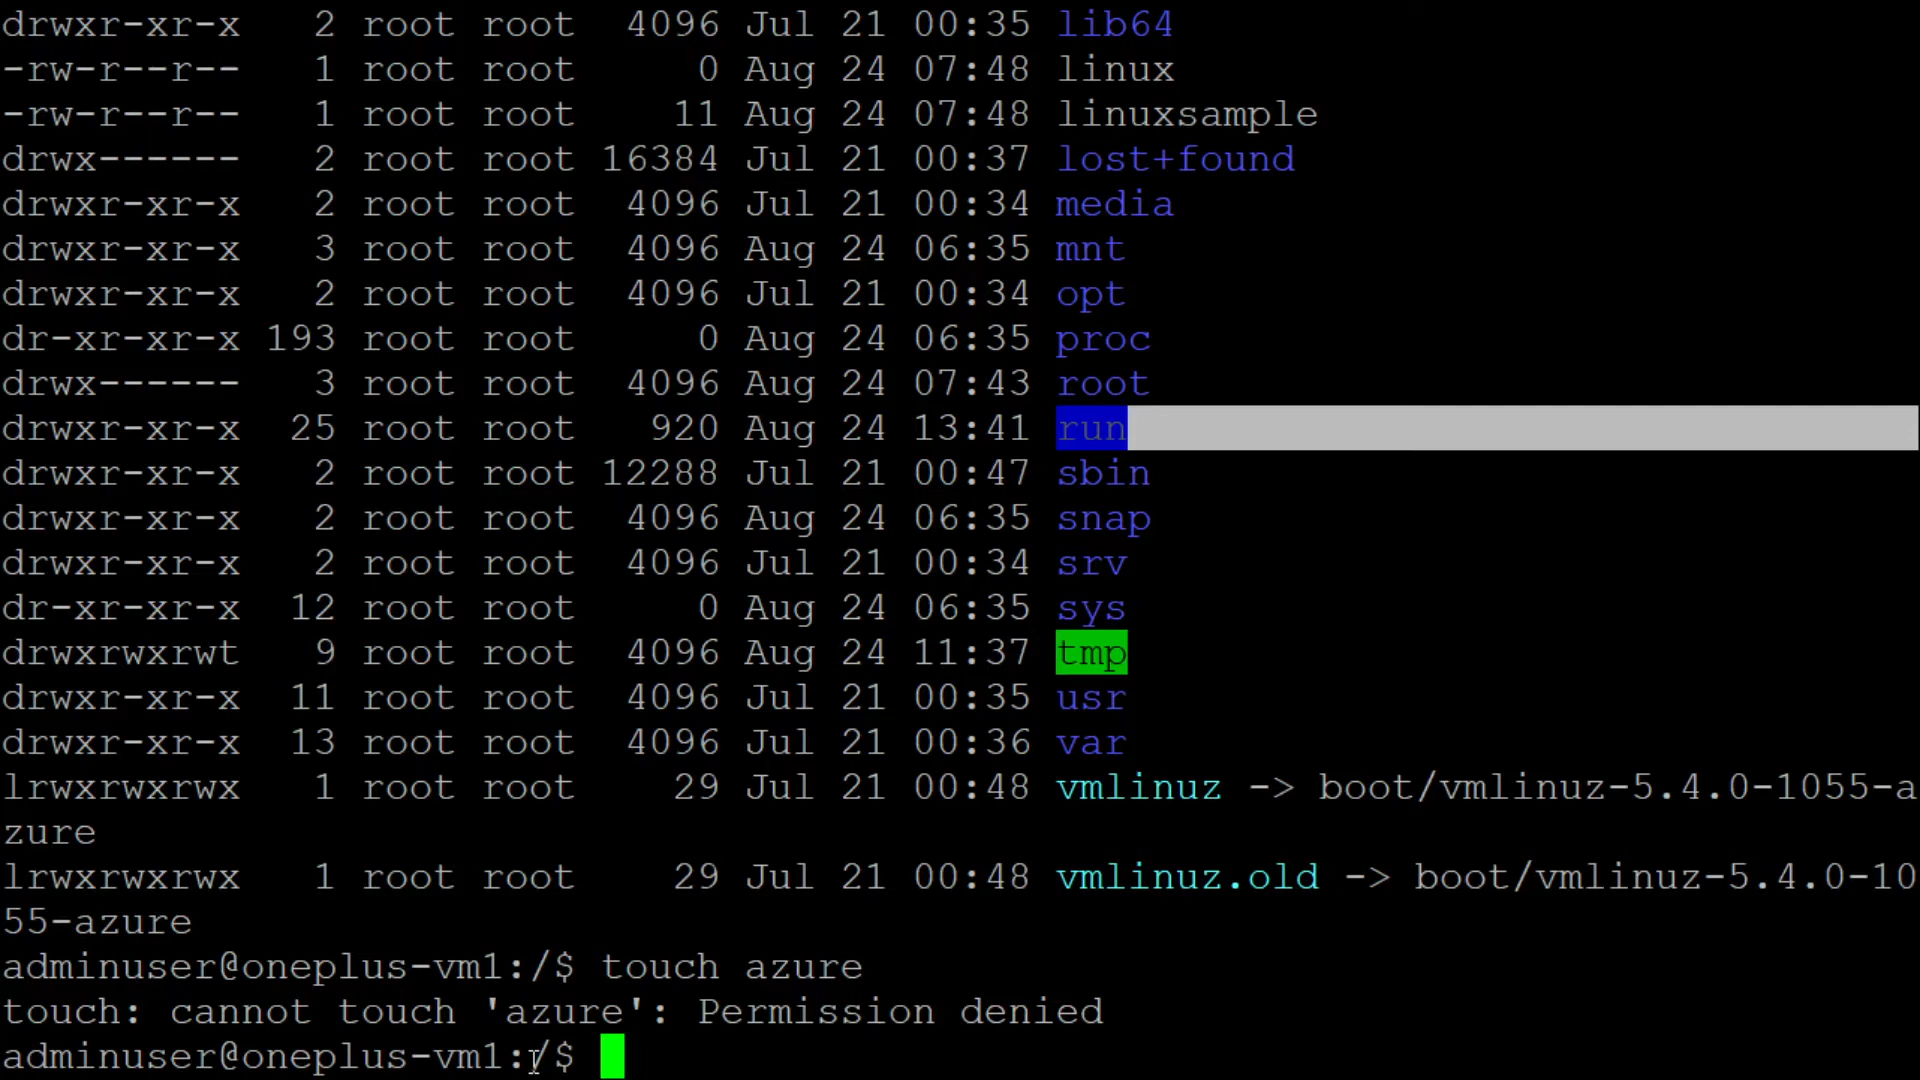 drwxr-xr-x   2 root root  4096 Jul 21 00:35 lib64
-rw-r--r--   1 root root     0 Aug 24 07:48 linux
-rw-r--r--   1 root root    11 Aug 24 07:48 linuxsample
drwx------   2 root root 16384 Jul 21 00:37 lost+found
drwxr-xr-x   2 root root  4096 Jul 21 00:34 media
drwxr-xr-x   3 root root  4096 Aug 24 06:35 mnt
drwxr-xr-x   2 root root  4096 Jul 21 00:34 opt
dr-xr-xr-x 193 root root     0 Aug 24 06:35 proc
drwx------   3 root root  4096 Aug 24 07:43 root
drwxr-xr-x  25 root root   920 Aug 24 13:41 run
drwxr-xr-x   2 root root 12288 Jul 21 00:47 sbin
drwxr-xr-x   2 root root  4096 Aug 24 06:35 snap
drwxr-xr-x   2 root root  4096 Jul 21 00:34 srv
dr-xr-xr-x  12 root root     0 Aug 24 06:35 sys
drwxrwxrwt   9 root root  4096 Aug 24 11:37 tmp
drwxr-xr-x  11 root root  4096 Jul 21 00:35 usr
drwxr-xr-x  13 root root  4096 Jul 21 00:36 var
lrwxrwxrwx   1 root root    29 Jul 21 00:48 vmlinuz -> boot/vmlinuz-5.4.0-1055-a
zure
lrwxrwxrwx   1 root root    29 Jul 21 00:48 vmlinuz.old -> boot/vmlinuz-5.4.0-10
55-azure
adminuser@oneplus-vm1:/$ touch azure
touch: cannot touch 'azure': Permission denied
adminuser@oneplus-vm1:/$